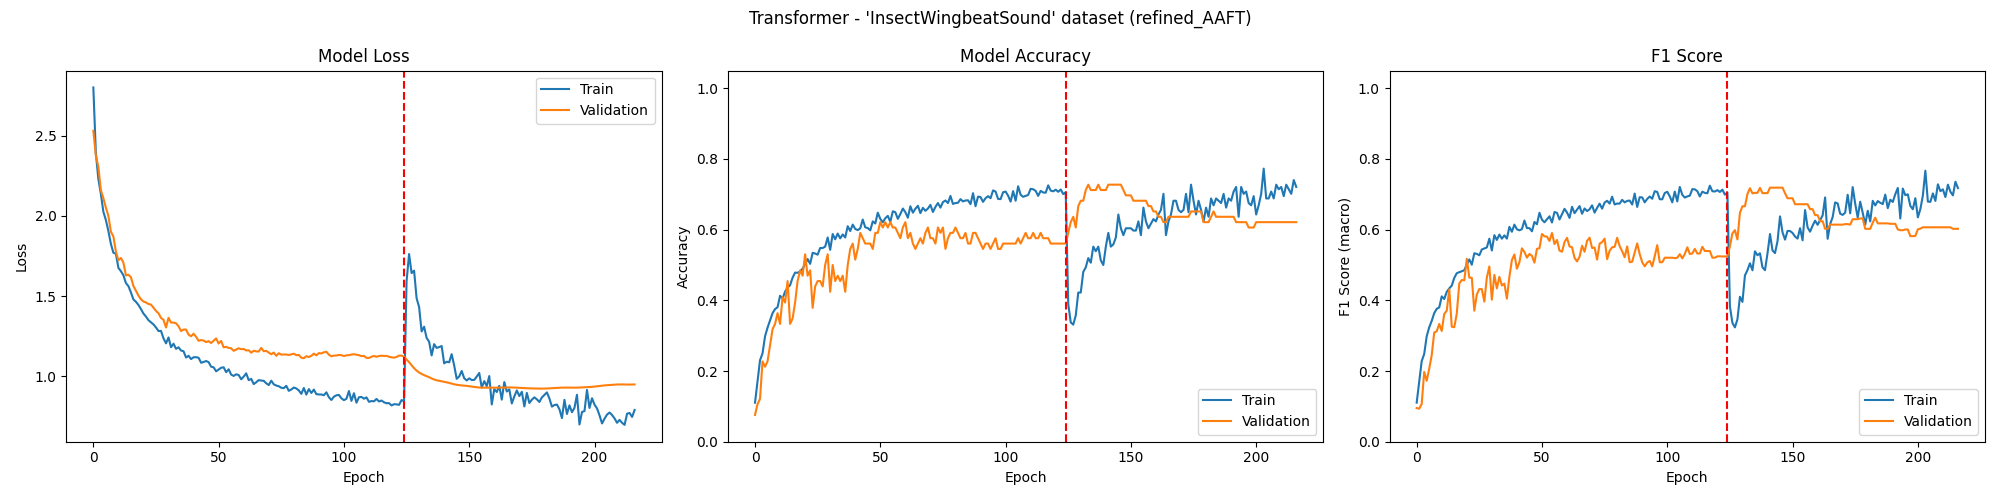 Transformer - 'InsectWingbeatSound' dataset (refined_AAFT)
Model Loss
Loss
2.5
2.0
1.5
1.0
0
50
100
150
200
Epoch
Train
Validation
Model Accuracy
Accuracy
1.0
0.8
0.6
0.4
0.2
0.0
0
50
100
150
200
Epoch
Train
Validation
F1 Score
F1 Score (macro)
1.0
0.8
0.6
0.4
0.2
0.0
0
50
100
150
200
Epoch
Train
Validation